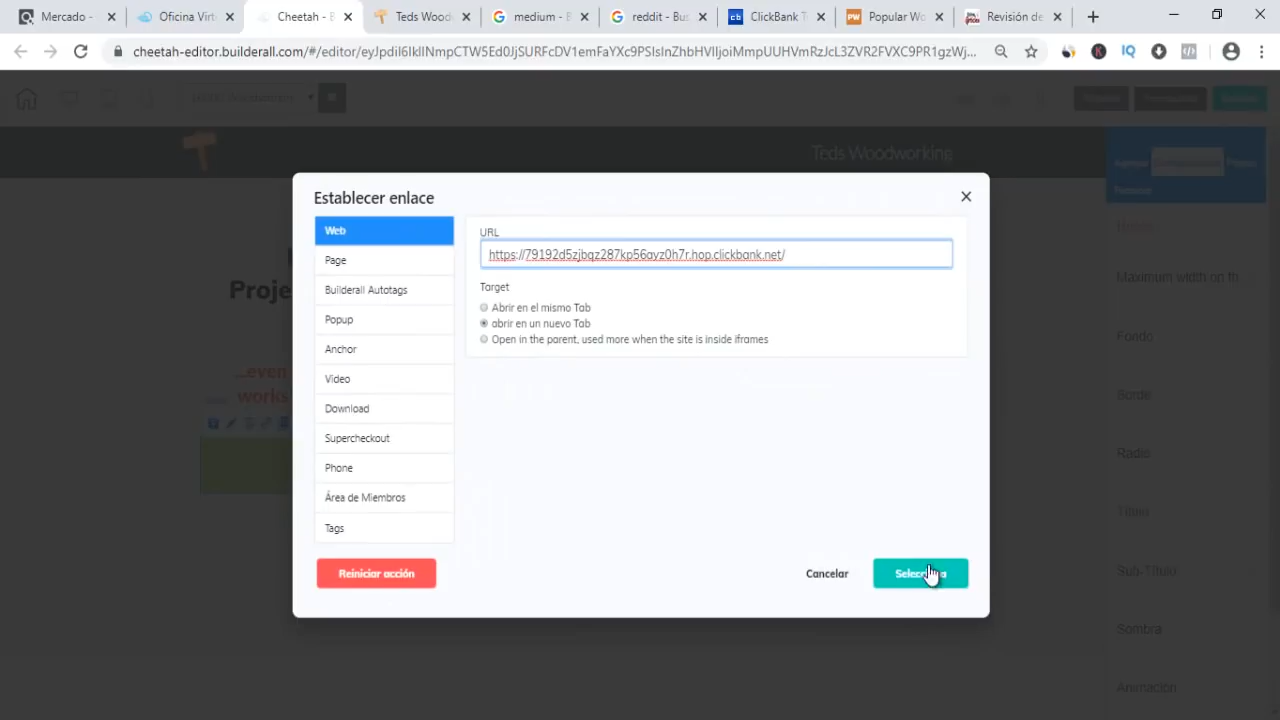 Mercado -
Oficina Virt
Cheetah - B
Teds Wood
medium - B
reddit - Bus
ClickBank T
Popular Wo
Revisión de
cheetah-editor.builderall.com/#/editor/
Teds Woodworking
Establecer enlace
Web
URL
https://79192d5zjbqz287kp56ayz0h7r.hop.clickbank.net/
Page
Target
Builderall Autotags
Abrir en el mismo Tab
Popup
abrir en un nuevo Tab
Open in the parent, used more when the site is inside iframes
Anchor
Video
Download
Supercheckout
Phone
Área de Miembros
Tags
Reiniciar acción
Cancelar
Proje
...even
works
Maximum width on th
Fondo
Borde
Radio
Título
Sub-Título
Sombra
Animación